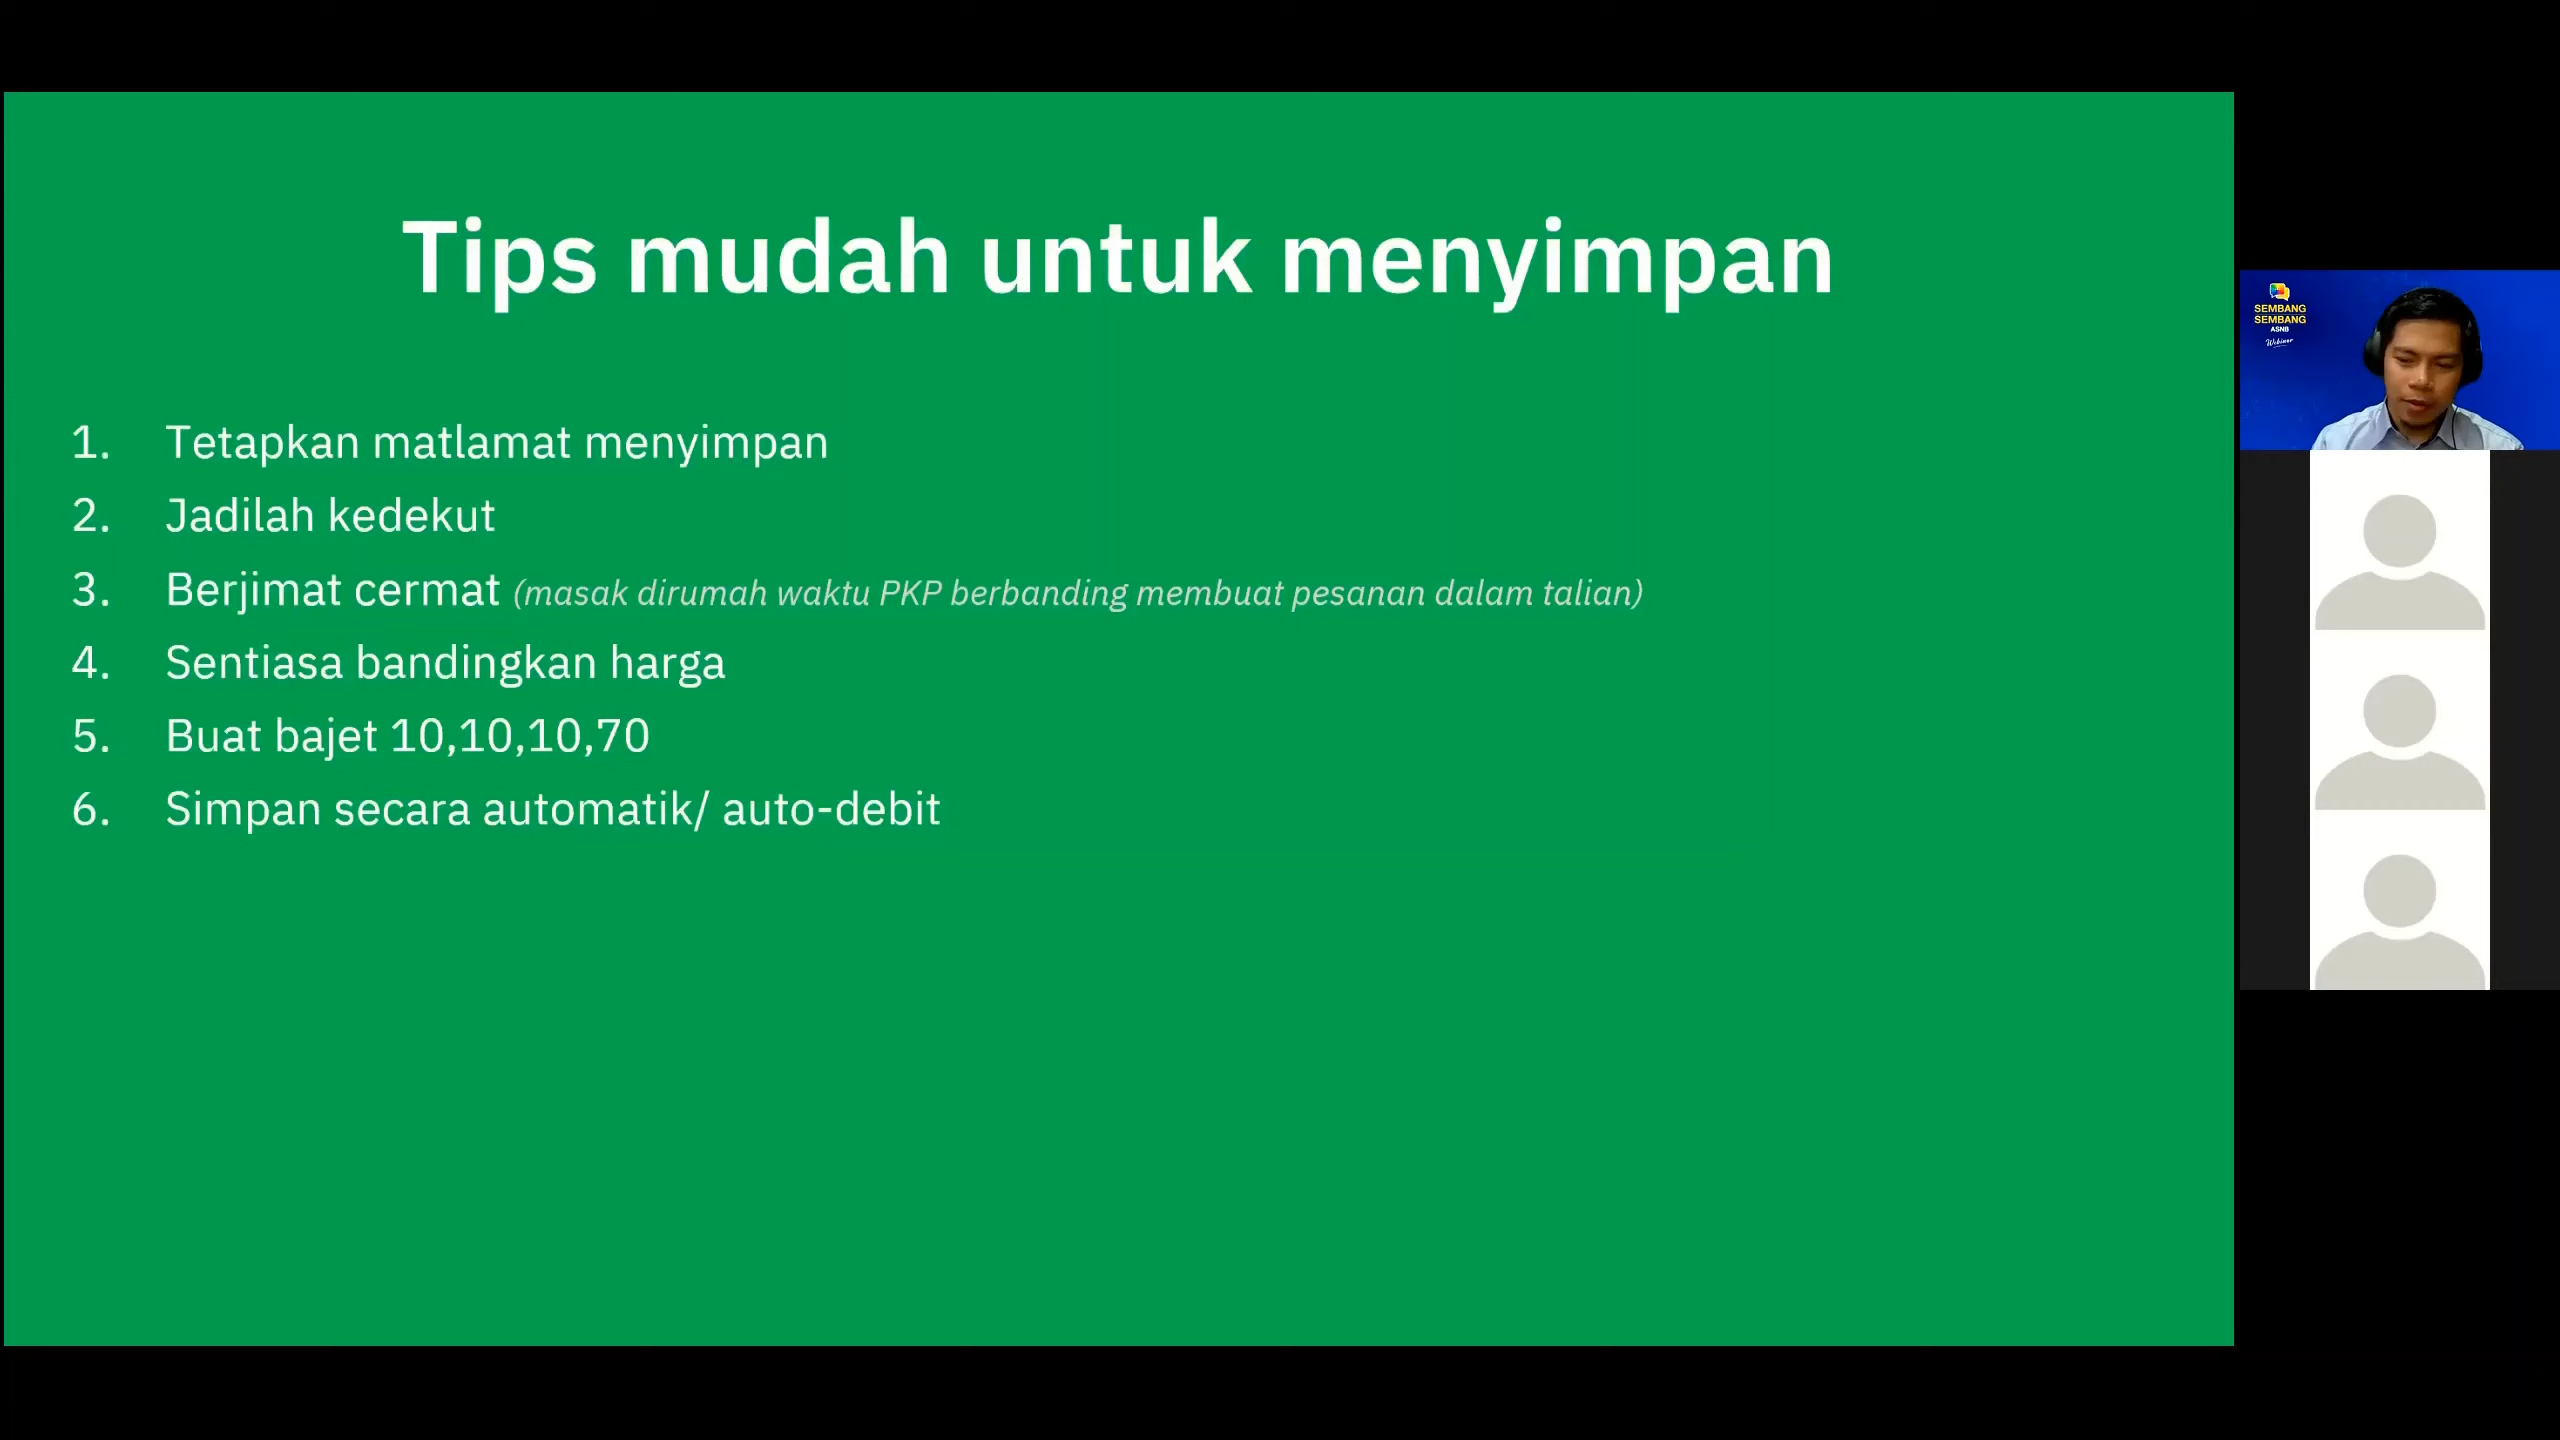 Tips mudah untuk menyimpan
1. Tetapkan matlamat menyimpan
2. Jadilah kedekut
3. Berjimat cermat (masak dirumah waktu PKP berbanding membuat pesanan dalam talian)
4. Sentiasa bandingkan harga
5. Buat bajet 10,10,10,70
6. Simpan secara automatik/ auto-debit
SEMBANG
SEMBANG
ASNB
Webinar